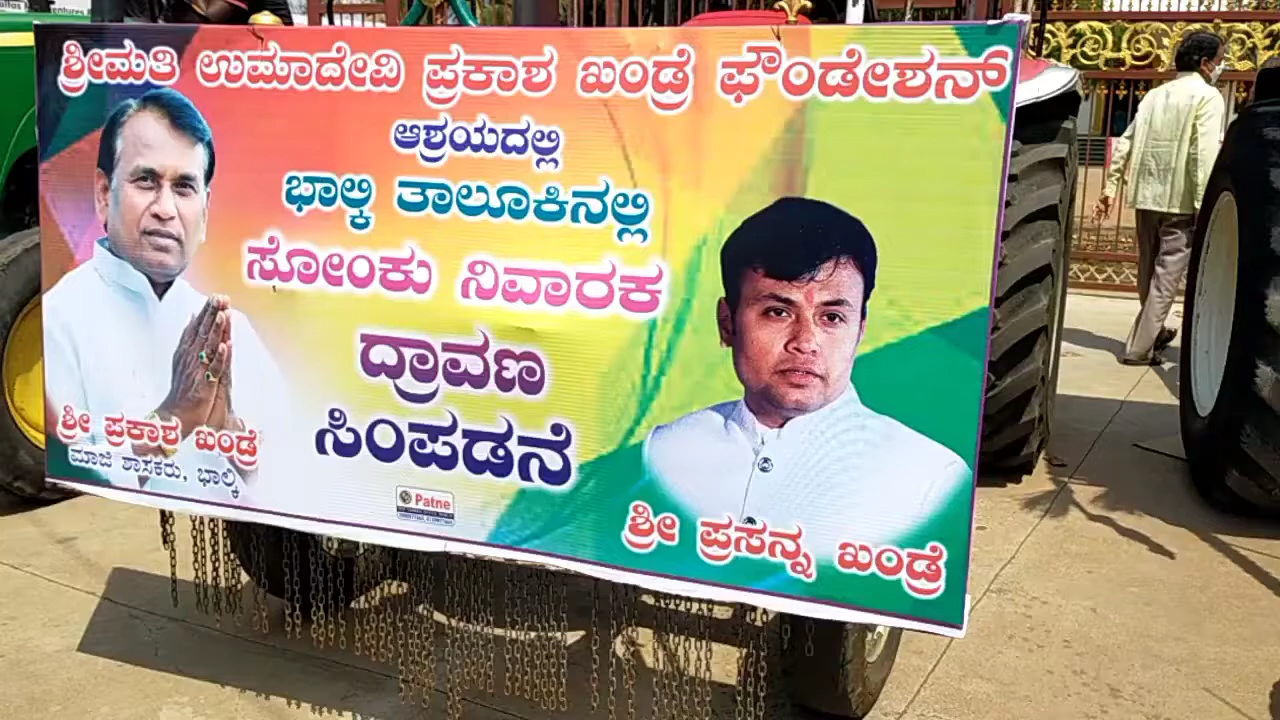 ಶ್ರೀಮತಿ ಉಮಾದೇವಿ ಪ್ರಕಾಶ ಖಂಡ್ರೆ ಫೌಂಡೇಶನ್
ಆಶ್ರಯದಲ್ಲಿ
ಭಾಲ್ಕಿ ತಾಲೂಕಿನಲ್ಲಿ
ಸೋಂಕು ನಿವಾರಕ
ದ್ರಾವಣ
ಸಿಂಪಡನೆ
ಶ್ರೀ ಪ್ರಕಾಶ ಖಂಡ್ರೆ
ಮಾಜಿ ಶಾಸಕರು, ಭಾಲ್ಕಿ
Patne
ಶ್ರೀ ಪ್ರಸನ್ನ ಖಂಡ್ರೆ